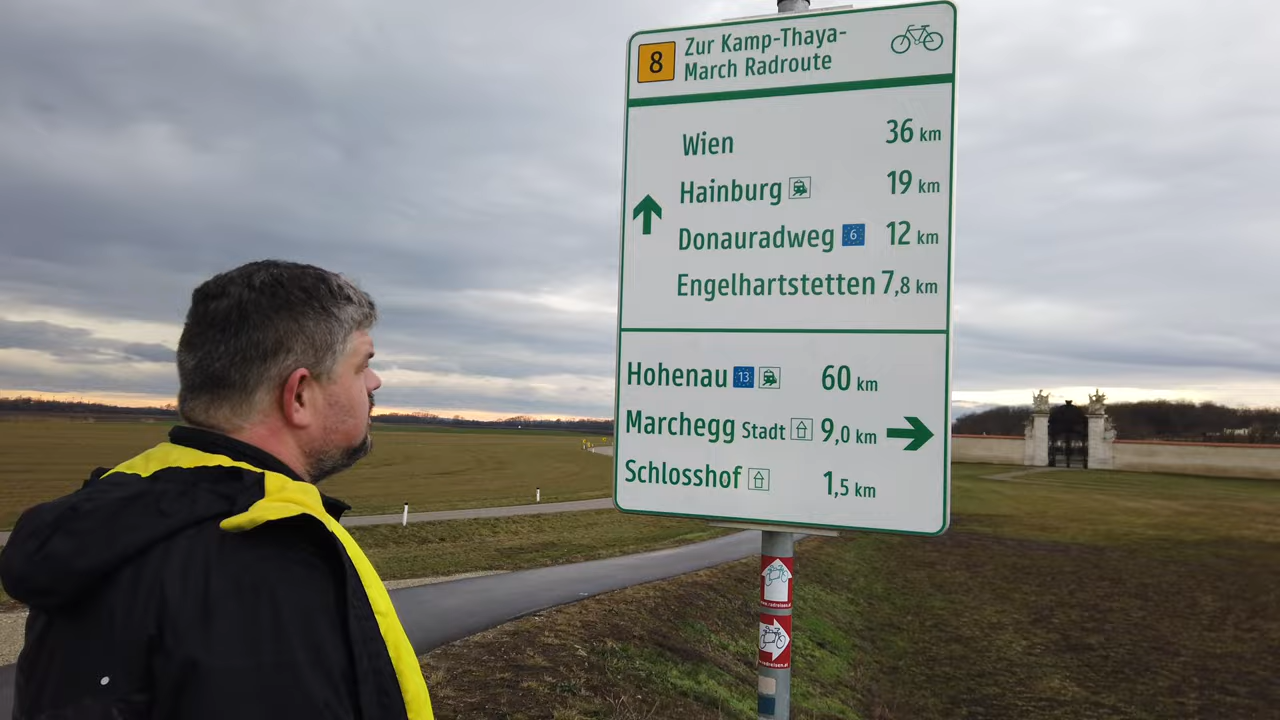 8 Zur Kamp-Thaya-
March Radroute
Wien 36 km
Hainburg 19 km
Donauradweg 6 12 km
Engelhartstetten 7,8 km
Hohenau 13 60 km
Marchegg Stadt 9,0 km
Schlosshof 1,5 km